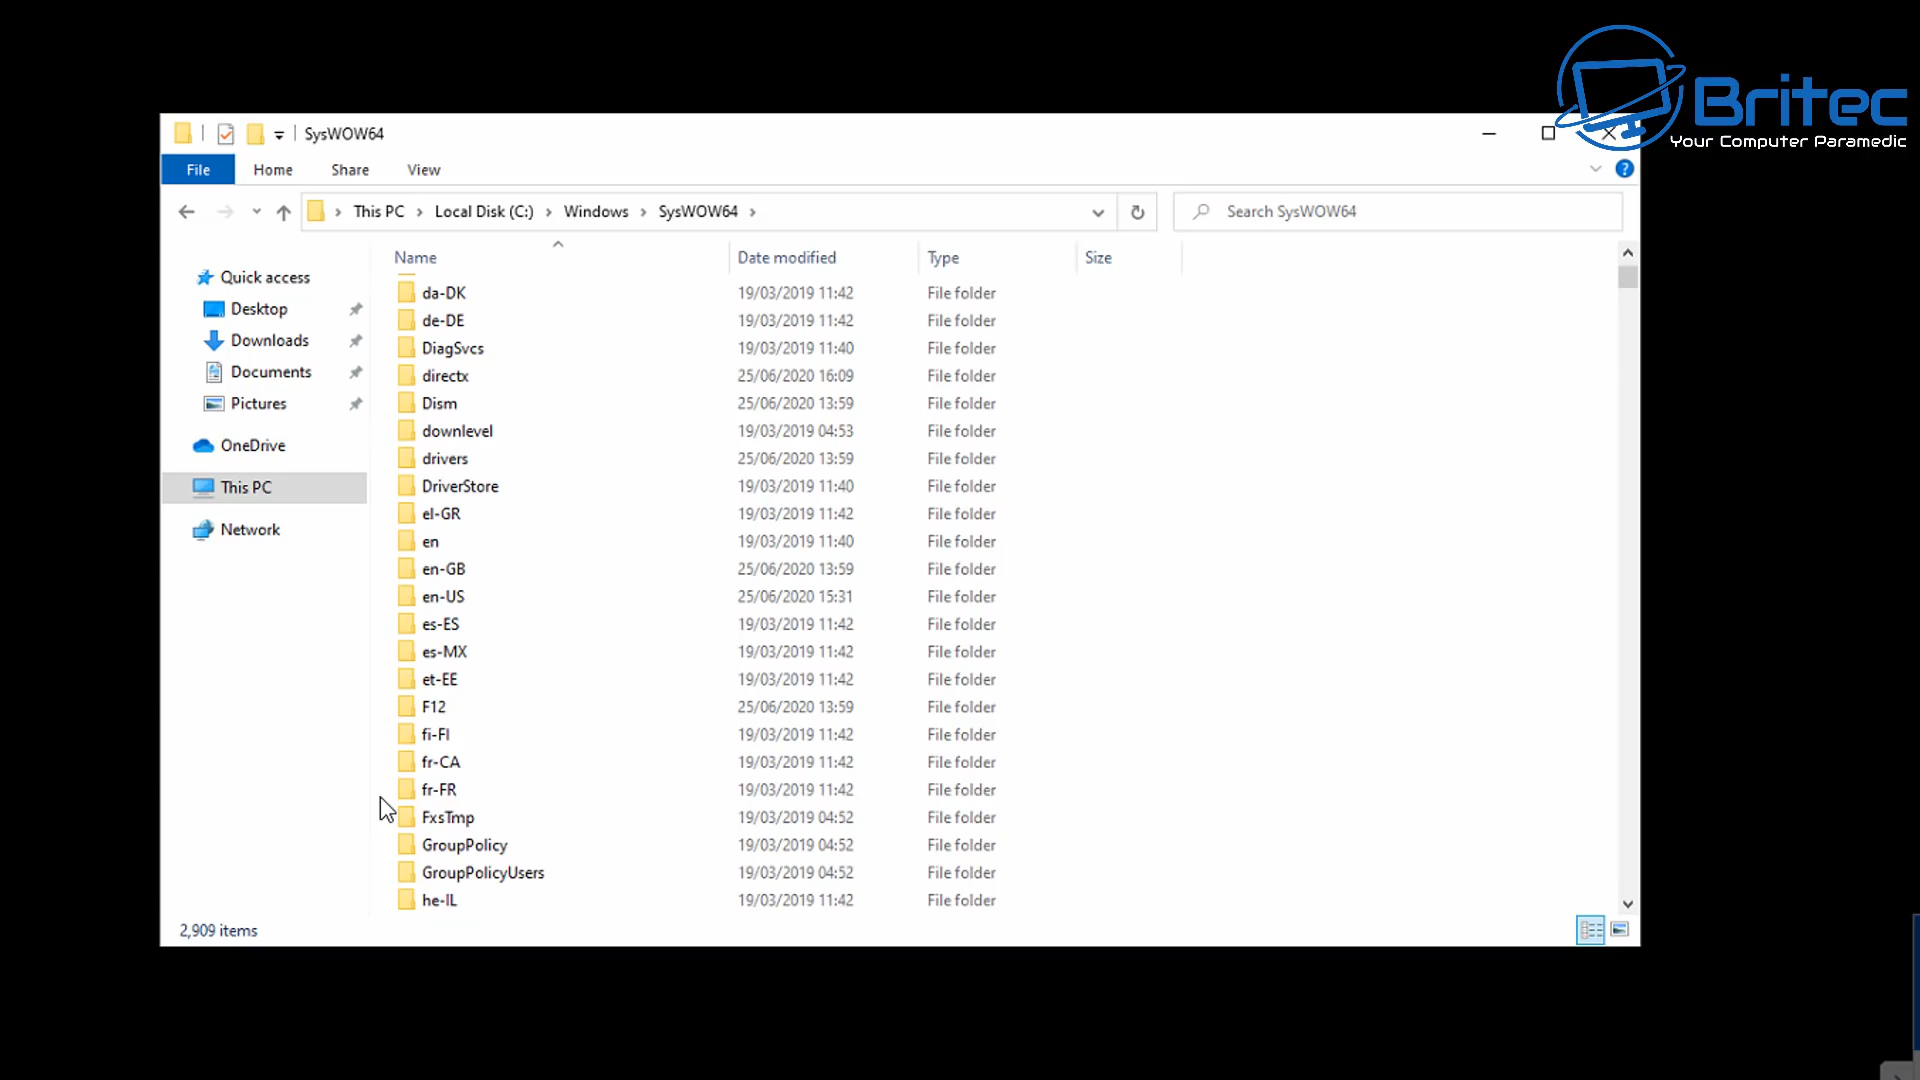 Britec
Your Computer Paramedic
SysWOW64
File Home Share View
This PC Local Disk (C:) Windows SysWOW64
Search SysWOW64
Name Date modified Type Size
Quick access
Desktop
Downloads
Documents
Pictures
OneDrive
This PC
Network
da-DK 19/03/2019 11:42 File folder
de-DE 19/03/2019 11:42 File folder
DiagSvcs 19/03/2019 11:40 File folder
directx 25/06/2020 16:09 File folder
Dism 25/06/2020 13:59 File folder
downlevel 19/03/2019 04:53 File folder
drivers 25/06/2020 13:59 File folder
DriverStore 19/03/2019 11:40 File folder
el-GR 19/03/2019 11:42 File folder
en 19/03/2019 11:40 File folder
en-GB 25/06/2020 13:59 File folder
en-US 25/06/2020 15:31 File folder
es-ES 19/03/2019 11:42 File folder
es-MX 19/03/2019 11:42 File folder
et-EE 19/03/2019 11:42 File folder
F12 25/06/2020 13:59 File folder
fi-FI 19/03/2019 11:42 File folder
fr-CA 19/03/2019 11:42 File folder
fr-FR 19/03/2019 11:42 File folder
FxsTmp 19/03/2019 04:52 File folder
GroupPolicy 19/03/2019 04:52 File folder
GroupPolicyUsers 19/03/2019 04:52 File folder
he-IL 19/03/2019 11:42 File folder
2,909 items